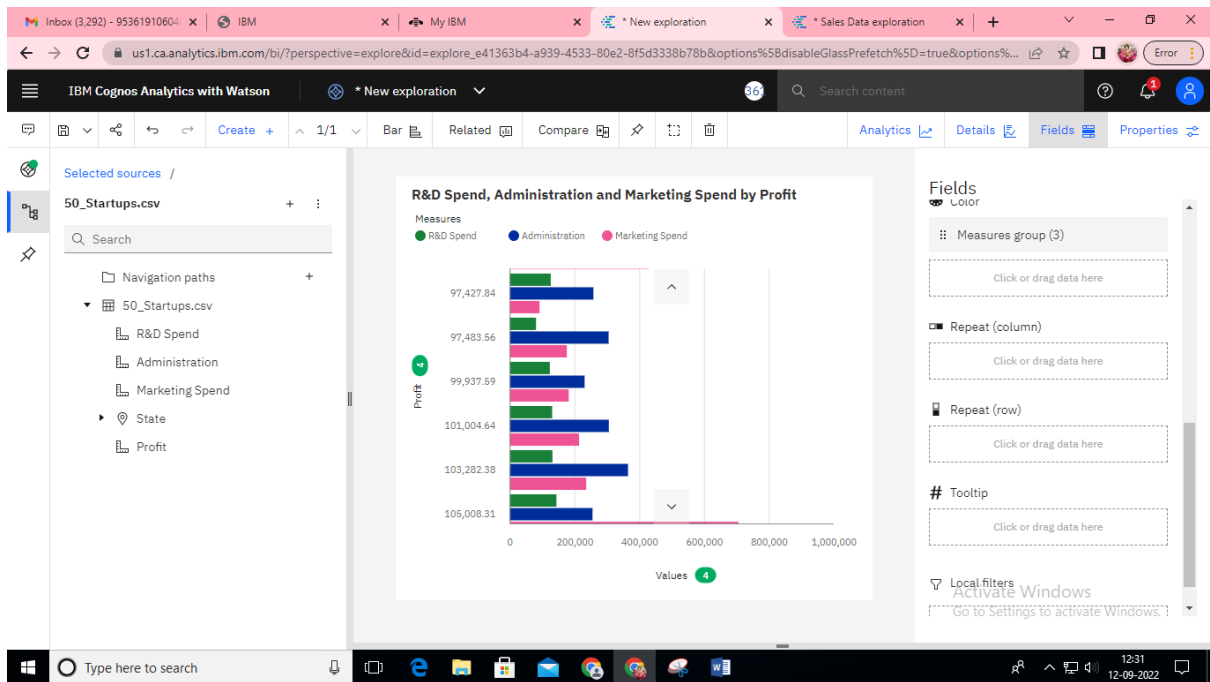 Inbox (3,292) - 95361910604
IBM
My IBM
* New exploration
* Sales Data exploration
us1.ca.analytics.ibm.com/bi/?perspective=explore&id=explore_e41363b4-a939-4533-80e2-8f5d3338b78b&options%5BdisableGlassPrefetch%5D=true&options%...
Error
IBM Cognos Analytics with Watson
* New exploration
361
Search content
1
Create +
1/1
Bar
Related
Compare
Analytics
Details
Fields
Properties
Selected sources /
50_Startups.csv
Search
Navigation paths
50_Startups.csv
R&D Spend
Administration
Marketing Spend
State
Profit
R&D Spend, Administration and Marketing Spend by Profit
Measures
R&D Spend
Administration
Marketing Spend
97,427.84
97,483.56
99,937.59
101,004.64
103,282.38
105,008.31
Profit
4
0
200,000
400,000
600,000
800,000
1,000,000
Values
4
Fields
Color
Measures group (3)
Click or drag data here
Repeat (column)
Click or drag data here
Repeat (row)
Click or drag data here
# Tooltip
Click or drag data here
Local filters
Activate Windows
Go to Settings to activate Windows.
Type here to search
12:31
12-09-2022